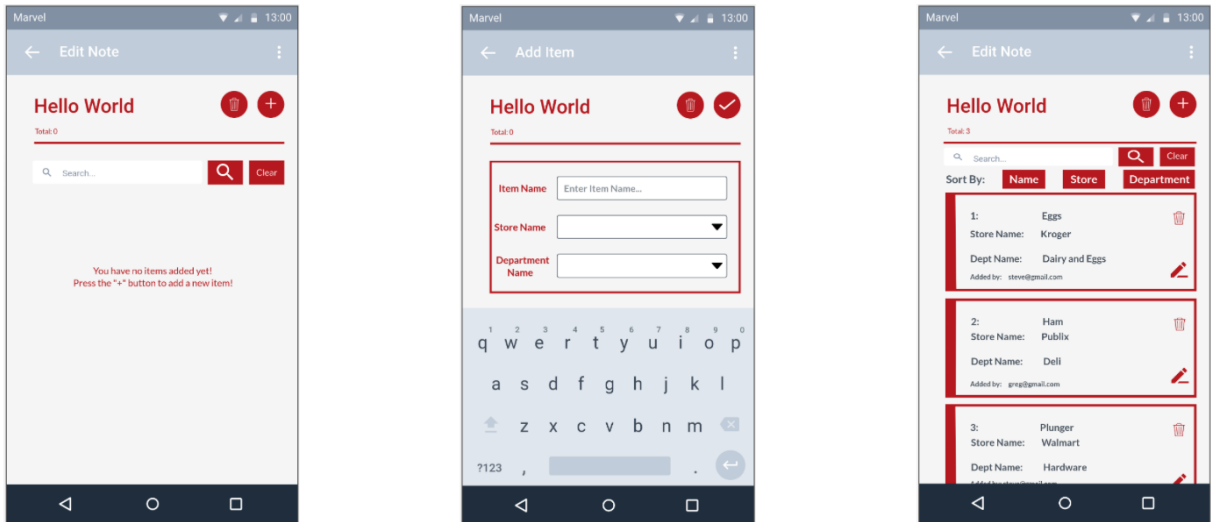 Marvel 13:00
Edit Note
Hello World
Total: 0
Search...
Clear
You have no items added yet!
Press the "+" button to add a new item!
Marvel 13:00
Add Item
Hello World
Total: 0
Item Name Enter Item Name...
Store Name
Department
Name
1 2 3 4 5 6 7 8 9 0
q w e r t y u i o p
a s d f g h j k l
z x c v b n m
?123 , .
Marvel 13:00
Edit Note
Hello World
Total: 3
Search...
Clear
Sort By: Name Store Department
1: Eggs
Store Name: Kroger
Dept Name: Dairy and Eggs
Added by: steve@gmail.com
2: Ham
Store Name: Publix
Dept Name: Deli
Added by: greg@gmail.com
3: Plunger
Store Name: Walmart
Dept Name: Hardware